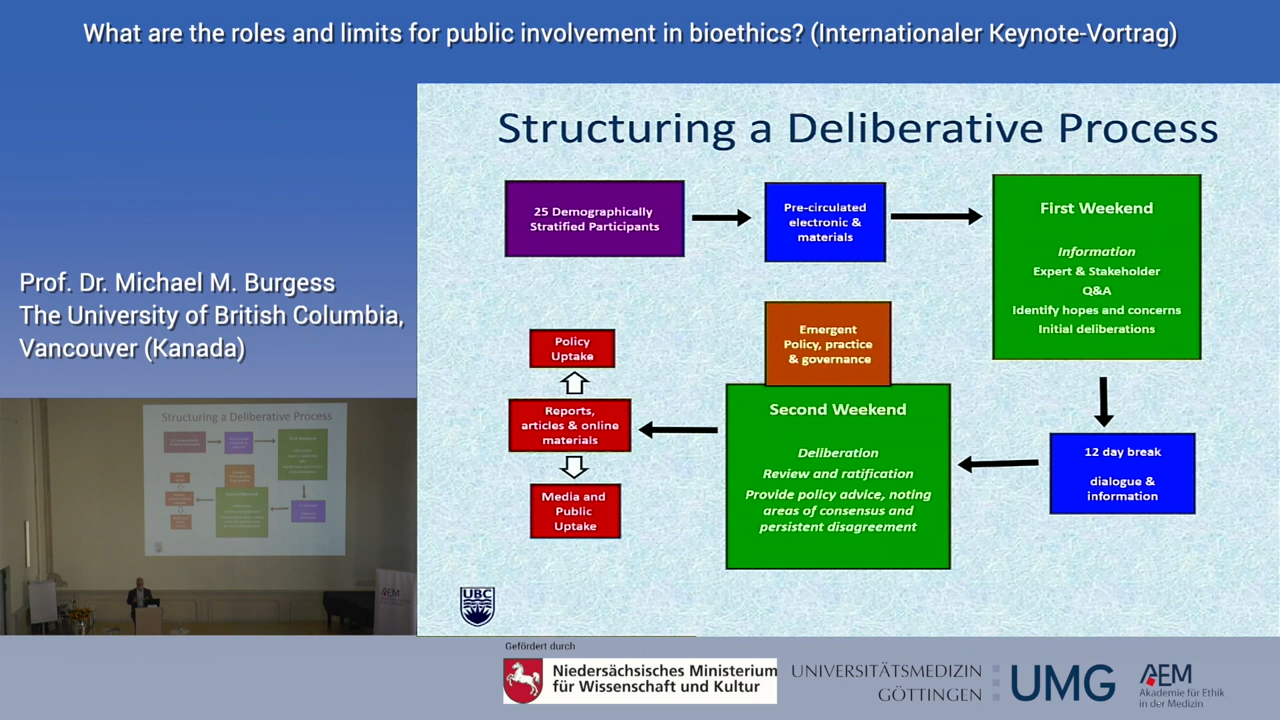 What are the roles and limits for public involvement in bioethics? (Internationaler Keynote-Vortrag)
Prof. Dr. Michael M. Burgess
The University of British Columbia,
Vancouver (Kanada)
Structuring a Deliberative Process
25 Demographically
Stratified Participants
Pre-circulated
electronic &
materials
First Weekend
Information
Expert & Stakeholder
Q&A
Identify hopes and concerns
Initial deliberations
12 day break
dialogue &
information
Emergent
Policy, practice
& governance
Second Weekend
Deliberation
Review and ratification
Provide policy advice, noting
areas of consensus and
persistent disagreement
Policy
Uptake
Reports,
articles & online
materials
Media and
Public
Uptake
UBC
Structuring a Deliberative Process
AEM
Gefördert durch
Niedersächsisches Ministerium
für Wissenschaft und Kultur
UNIVERSITÄTSMEDIZIN
GÖTTINGEN
UMG
AEM
Akademie für Ethik
in der Medizin